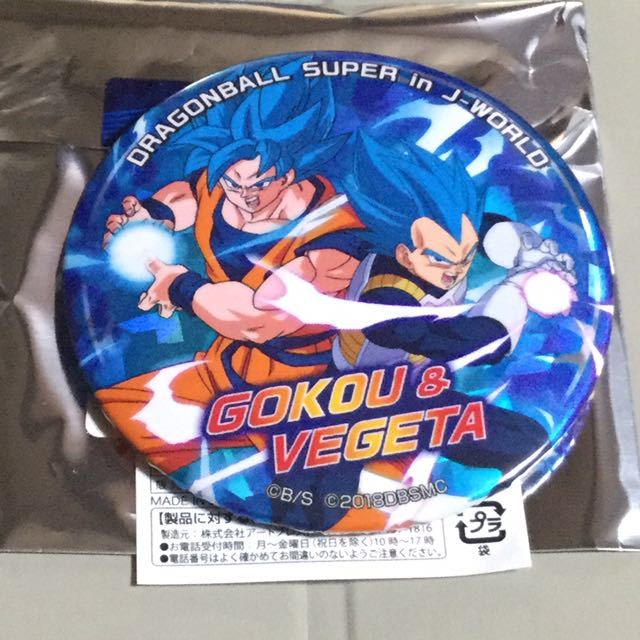 DRAGONBALL SUPER in J-WORLD
GOKOU &
VEGETA
©B/S ©2018DBSMC
MADE
【製品に対す
製造元：株式会社アート 1816
●お電話受付時間 月～金曜日(祝日を除く)10時～17時
●電話番号はよく確かめてお間違いのないようご注意ください。
プラ
袋